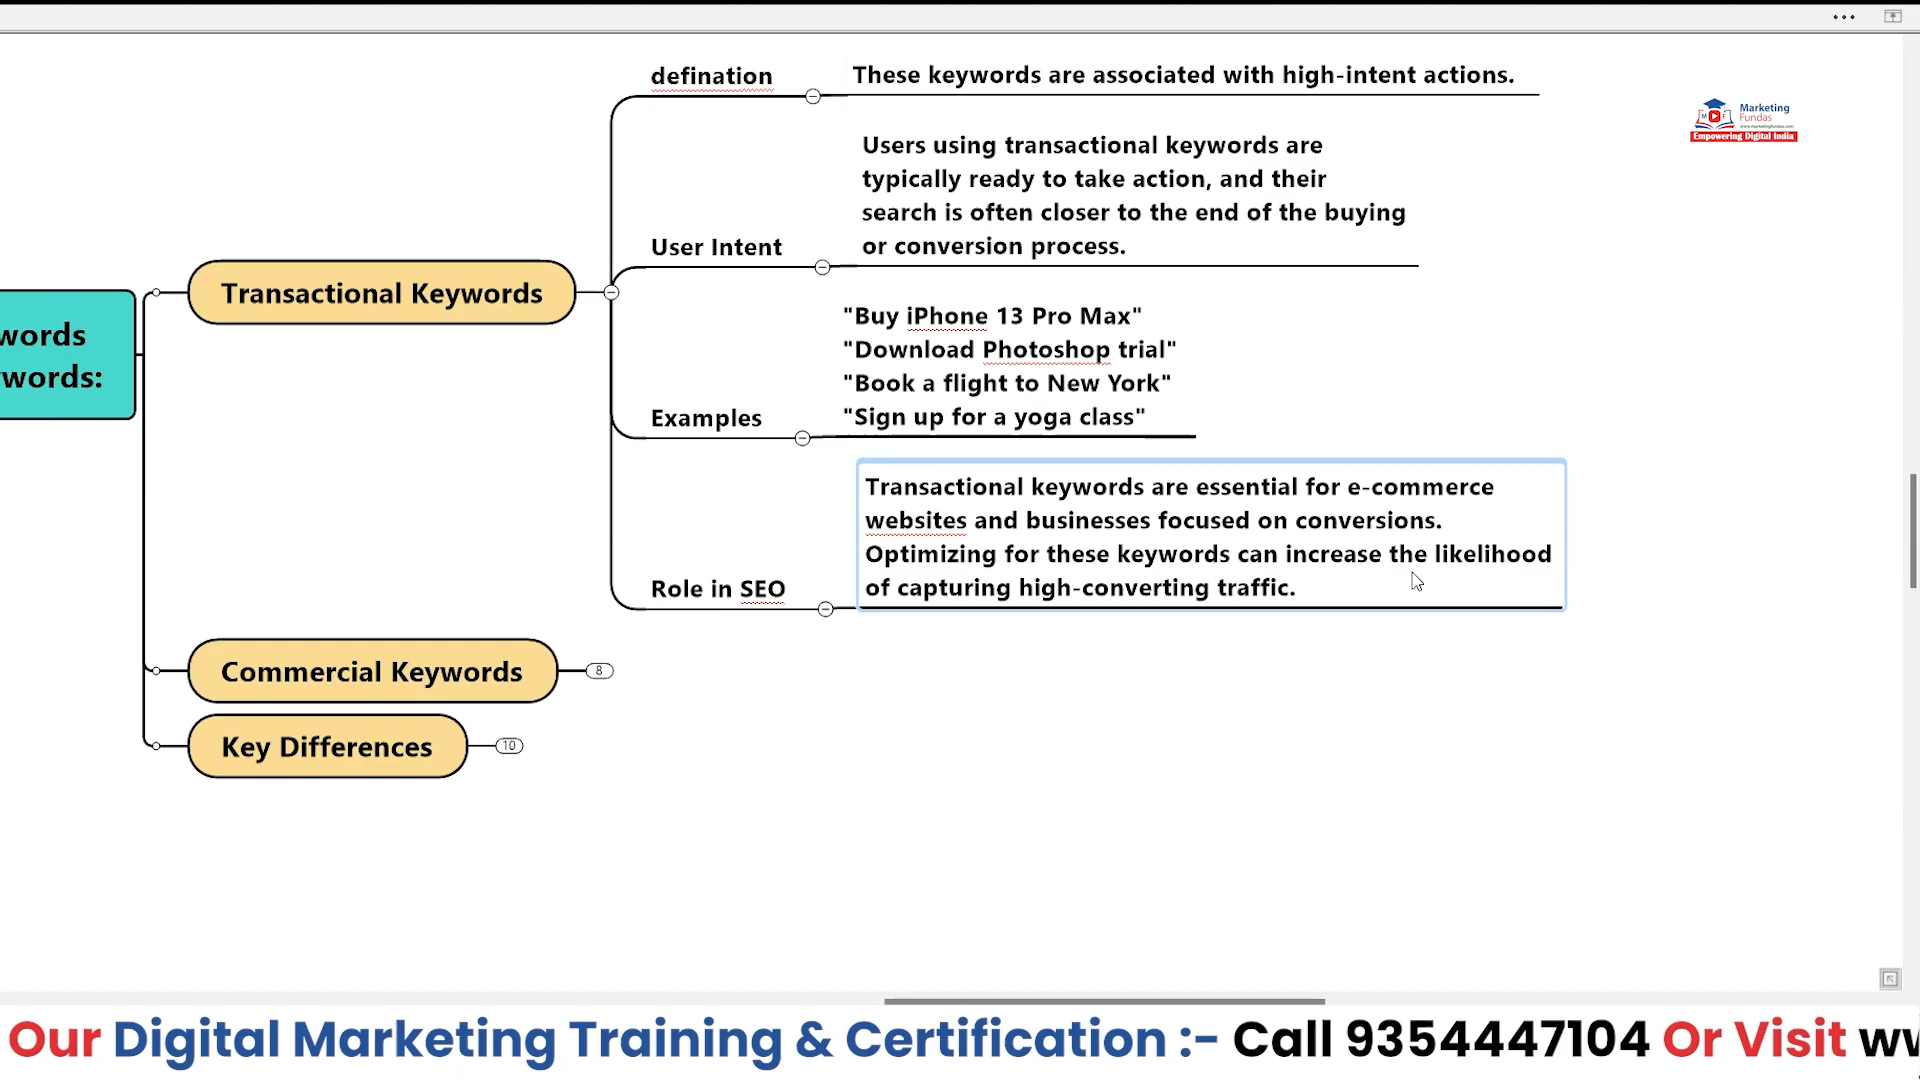 defination
These keywords are associated with high-intent actions.
Marketing
Fundas
www.marketingfundas.com
Empowering Digital India
Users using transactional keywords are
typically ready to take action, and their
search is often closer to the end of the buying
or conversion process.
User Intent
Transactional Keywords
words
words:
"Buy iPhone 13 Pro Max"
"Download Photoshop trial"
"Book a flight to New York"
"Sign up for a yoga class"
Examples
Transactional keywords are essential for e-commerce
websites and businesses focused on conversions.
Optimizing for these keywords can increase the likelihood
of capturing high-converting traffic.
Role in SEO
Commercial Keywords
8
Key Differences
10
Our Digital Marketing Training & Certification :- Call 9354447104 Or Visit ww